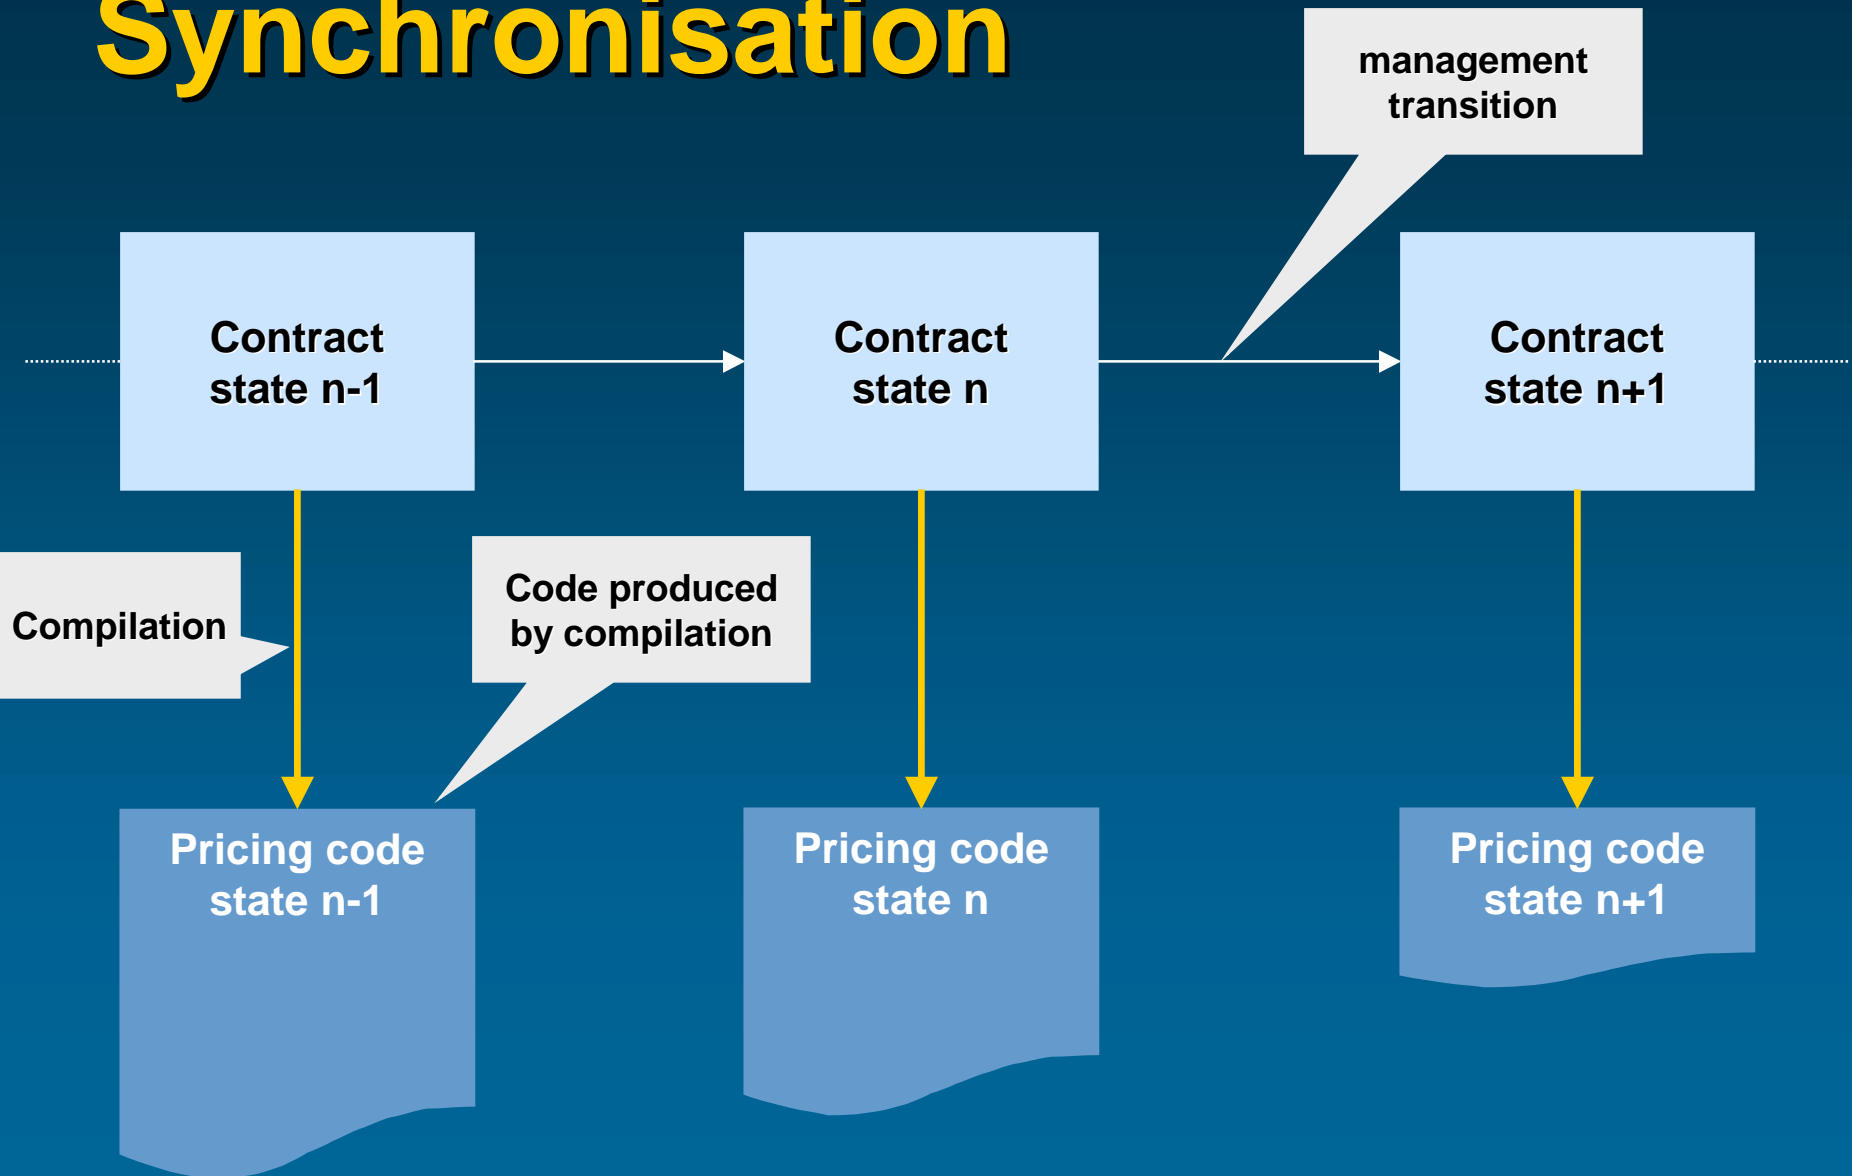 Synchronisation
management
transition
Contract
state n-1
Contract
state n
Contract
state n+1
Compilation
Code produced
by compilation
Pricing code
state n-1
Pricing code
state n
Pricing code
state n+1